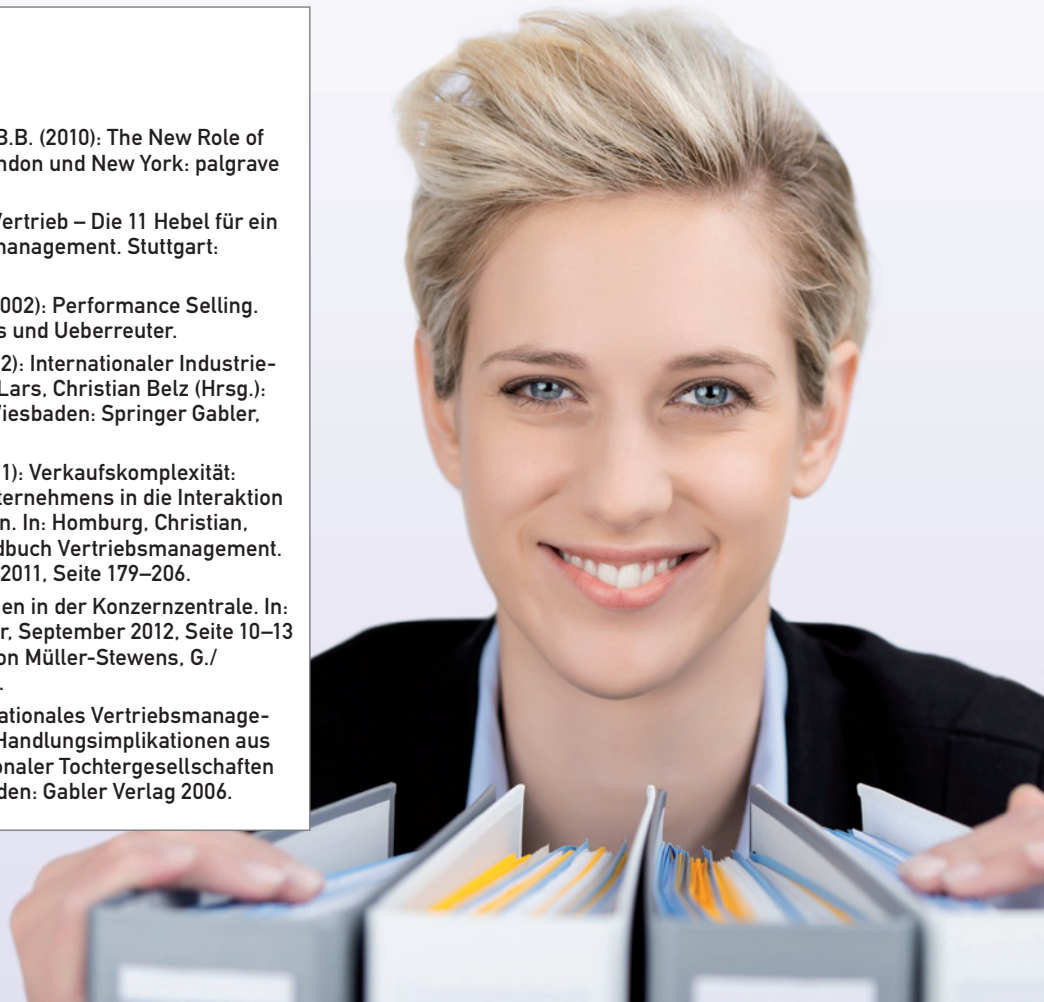 B.B. (2010): The New Role of
ndon und New York: palgrave
Vertrieb – Die 11 Hebel für ein
management. Stuttgart:
002): Performance Selling.
s und Ueberreuter.
2): Internationaler Industrie-
Lars, Christian Belz (Hrsg.):
Wiesbaden: Springer Gabler,
1): Verkaufskomplexität:
ternehmens in die Interaktion
n. In: Homburg, Christian,
dbuch Vertriebsmanagement.
2011, Seite 179–206.
en in der Konzernzentrale. In:
r, September 2012, Seite 10–13
on Müller-Stewens, G./
.
ationales Vertriebsmanage-
Handlungsimplikationen aus
onaler Tochtergesellschaften
den: Gabler Verlag 2006.